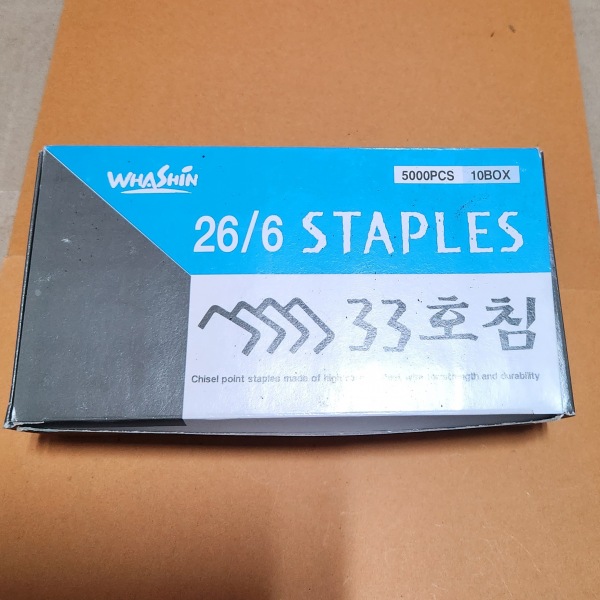 WHASHIN
5000PCS 10BOX
26/6 STAPLES
33호침
Chisel point staples made of high and durability